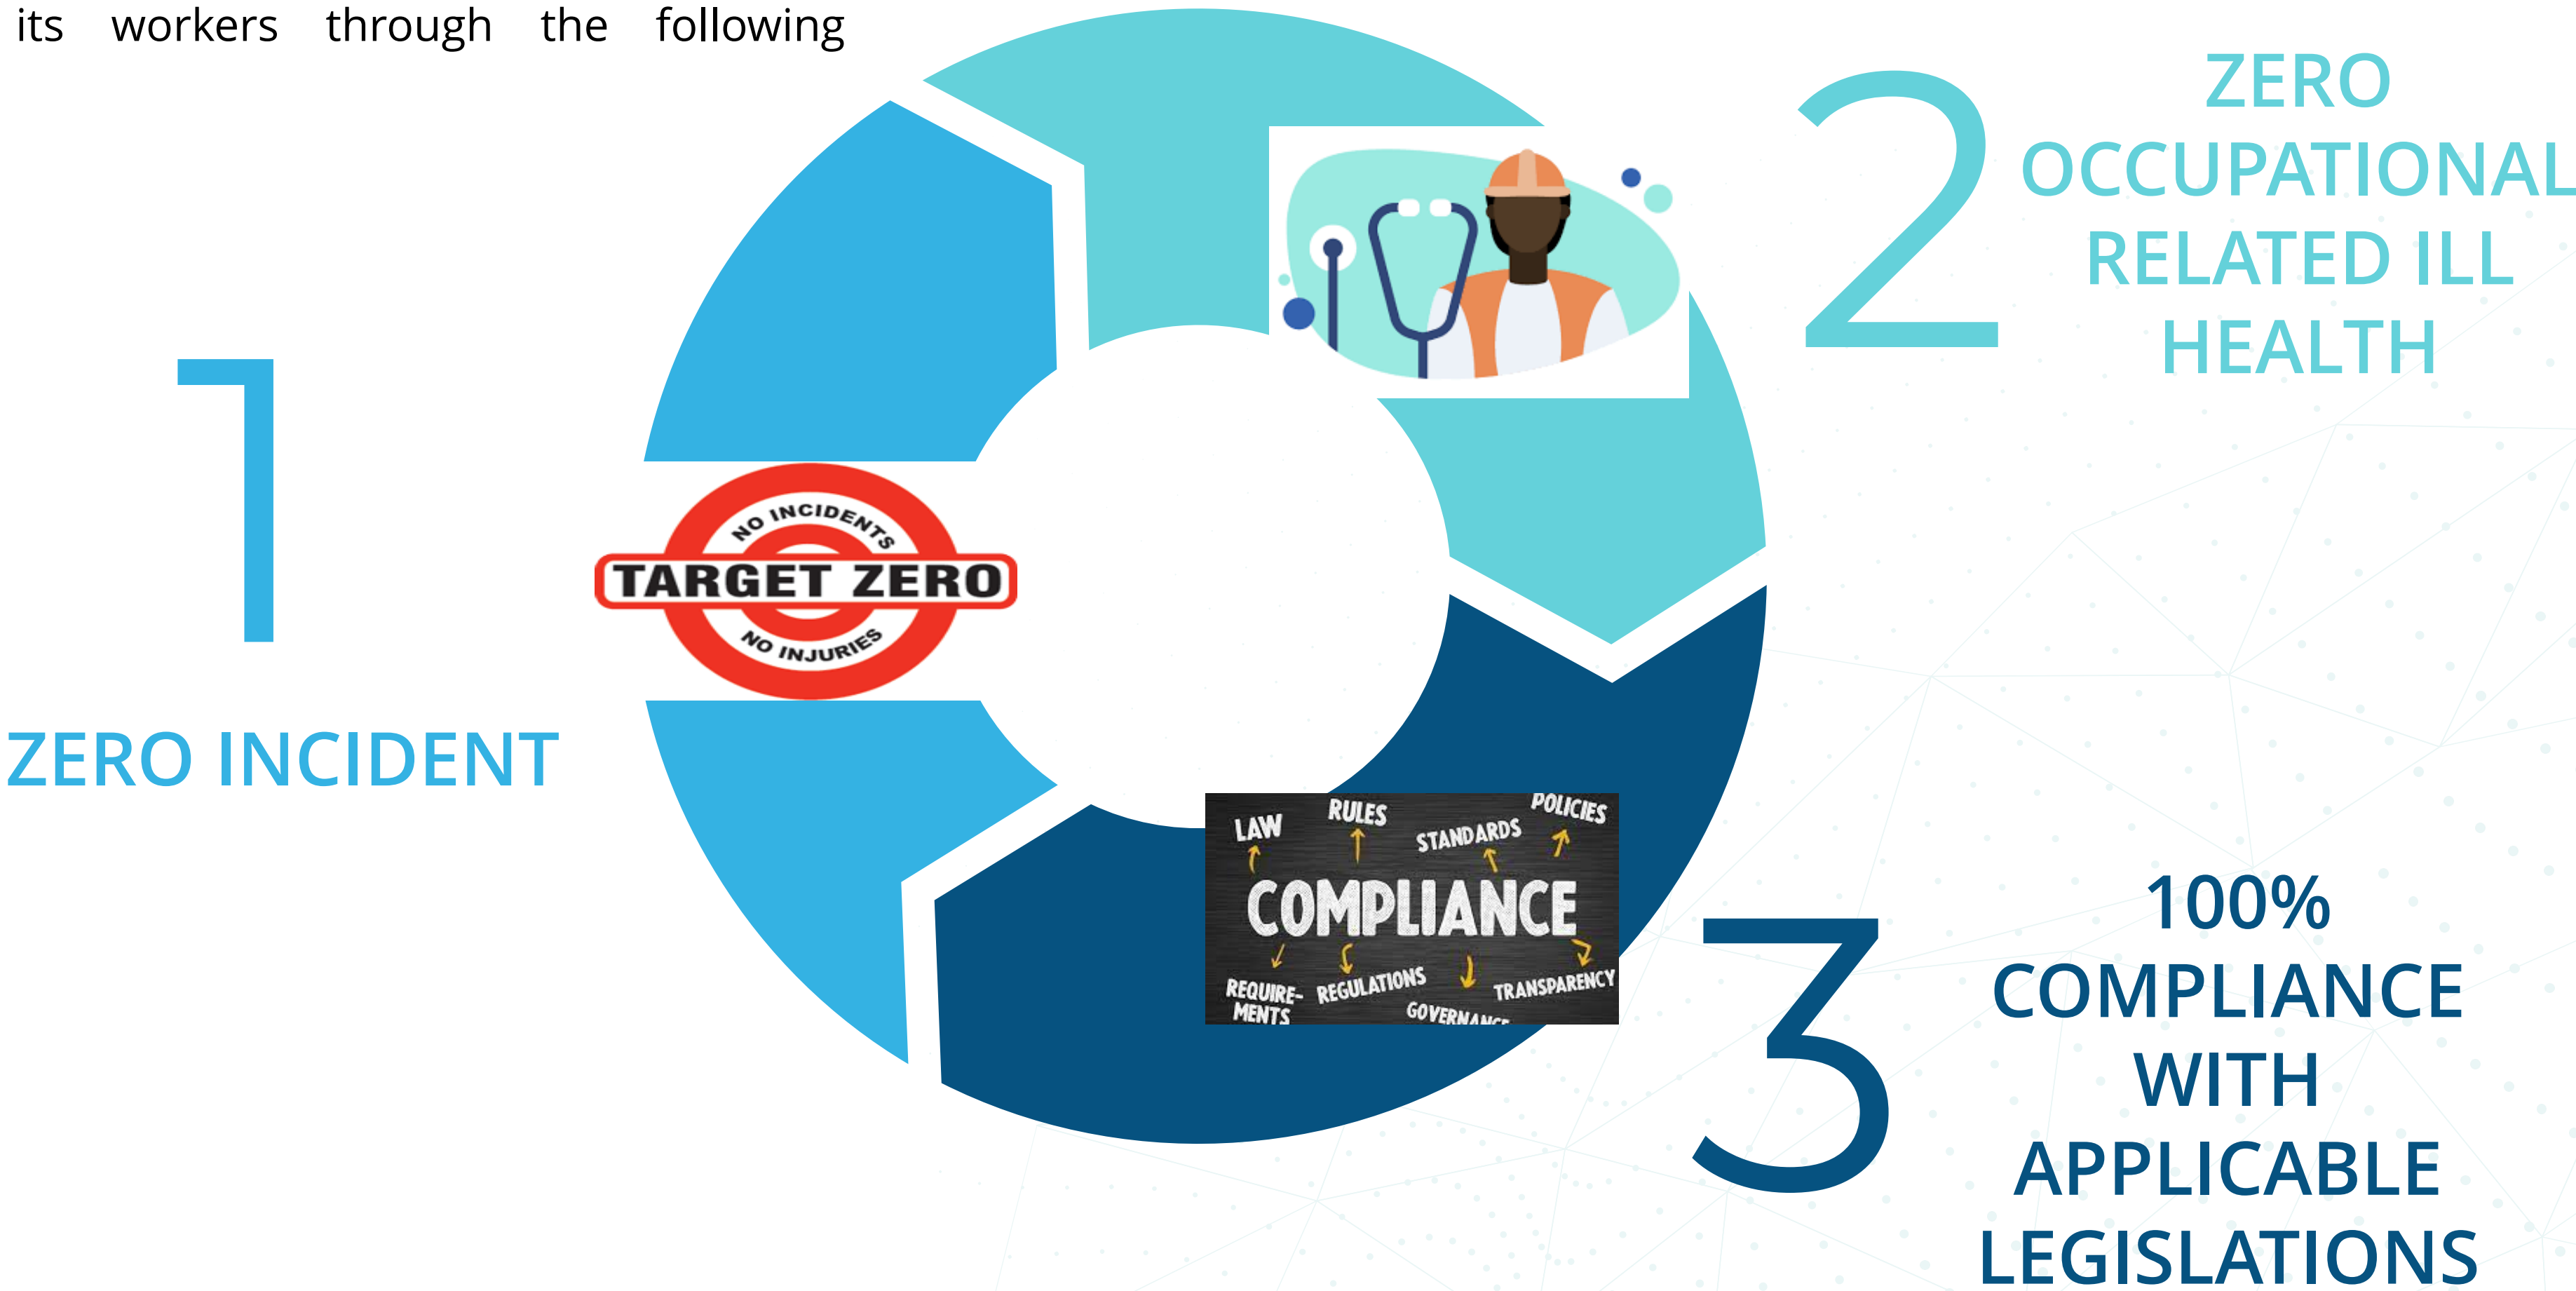 its workers through the following
1
ZERO INCIDENT
NO INCIDENTS
TARGET ZERO
NO INJURIES
2
ZERO
OCCUPATIONAL
RELATED ILL
HEALTH
LAW
RULES
STANDARDS
POLICIES
COMPLIANCE
REQUIRE-
MENTS
REGULATIONS
GOVERNANCE
TRANSPARENCY
3
100%
COMPLIANCE
WITH
APPLICABLE
LEGISLATIONS